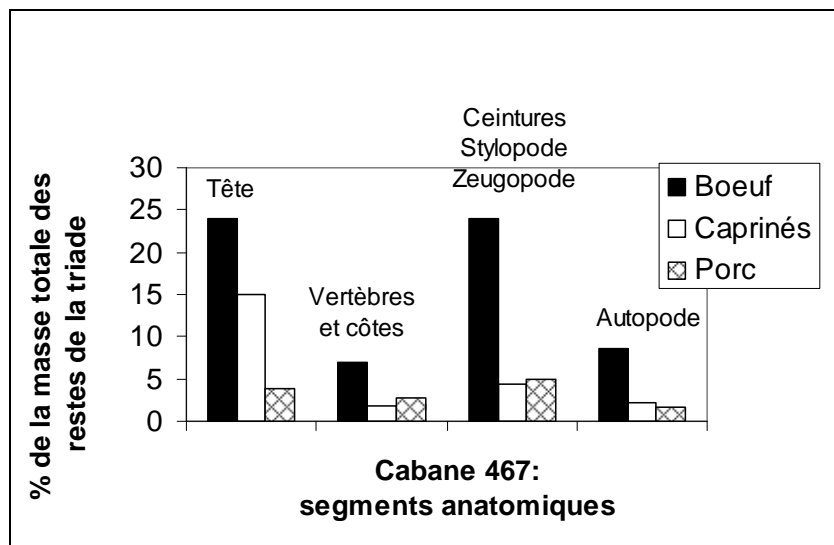 Ceintures
Stylopode
Zeugopode
Tête
Vertèbres
et côtes
Autopode
30
25
20
15
10
5
0
% de la masse totale des
restes de la triade
Boeuf
Caprinés
Porc
Cabane 467:
segments anatomiques